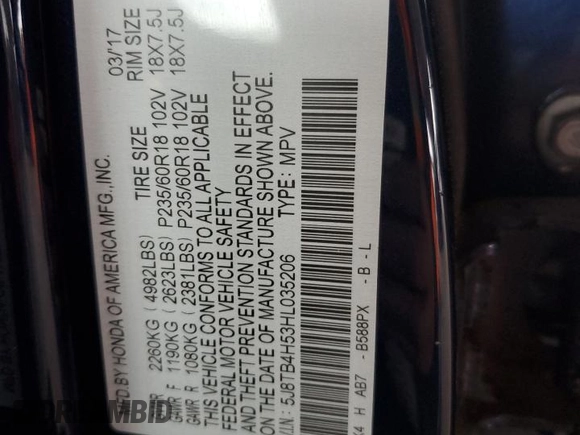 MFD.BY HONDA OF AMERICA MFG.,INC. 03/'17
TIRE SIZE RIM SIZE
2260KG (4982LBS)
GAWR F 1190KG (2623LBS) P235/60R18 102V 18X7.5J
GAWR R 1080KG (2381LBS) P235/60R18 102V 18X7.5J
THIS VEHICLE CONFORMS TO ALL APPLICABLE
FEDERAL MOTOR VEHICLE SAFETY
AND THEFT PREVENTION STANDARDS IN EFFECT
ON THE DATE OF MANUFACTURE SHOWN ABOVE.
V.I.N: 5J8TB4H53HL035206 TYPE: MPV
H AB7 - B588PX - B - L